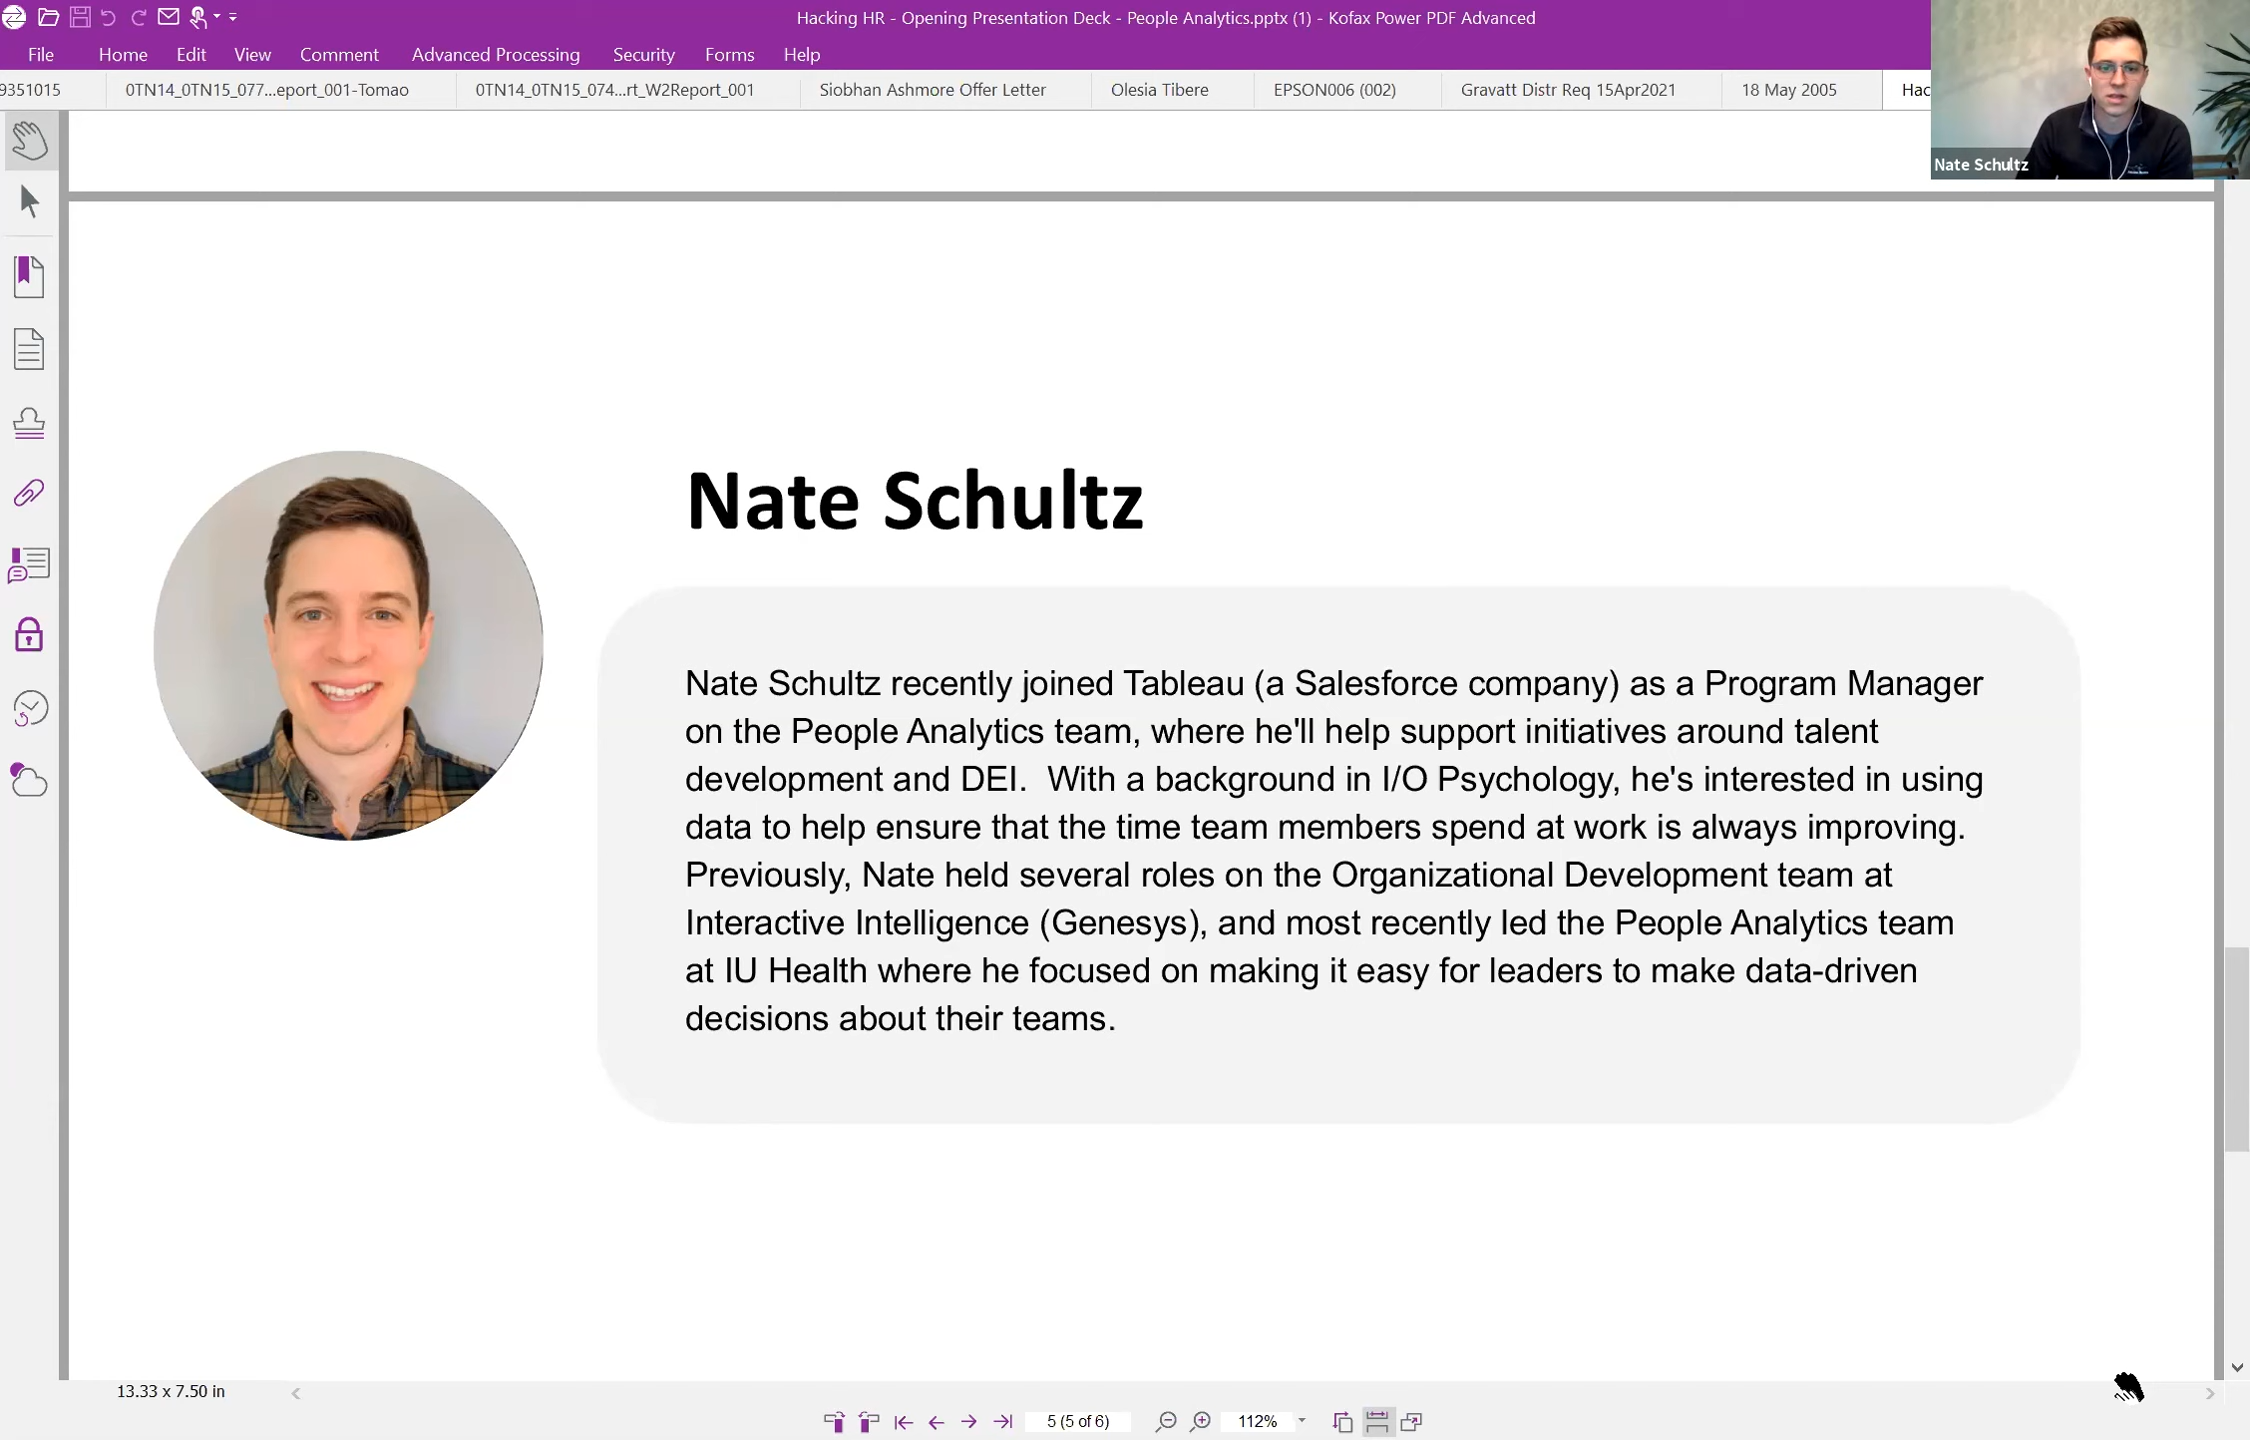 Hacking HR - Opening Presentation Deck - People Analytics.pptx (1) - Kofax Power PDF Advanced
File Home Edit View Comment Advanced Processing Security Forms Help
9351015 0TN14_0TN15_077...eport_001-Tomao 0TN14_0TN15_074...rt_W2Report_001 Siobhan Ashmore Offer Letter Olesia Tibere EPSON006 (002) Gravatt Distr Req 15Apr2021 18 May 2005 Hac
Nate Schultz
Nate Schultz
Nate Schultz recently joined Tableau (a Salesforce company) as a Program Manager
on the People Analytics team, where he'll help support initiatives around talent
development and DEI.  With a background in I/O Psychology, he's interested in using
data to help ensure that the time team members spend at work is always improving.
Previously, Nate held several roles on the Organizational Development team at
Interactive Intelligence (Genesys), and most recently led the People Analytics team
at IU Health where he focused on making it easy for leaders to make data-driven
decisions about their teams.
13.33 x 7.50 in
5 (5 of 6) 112%